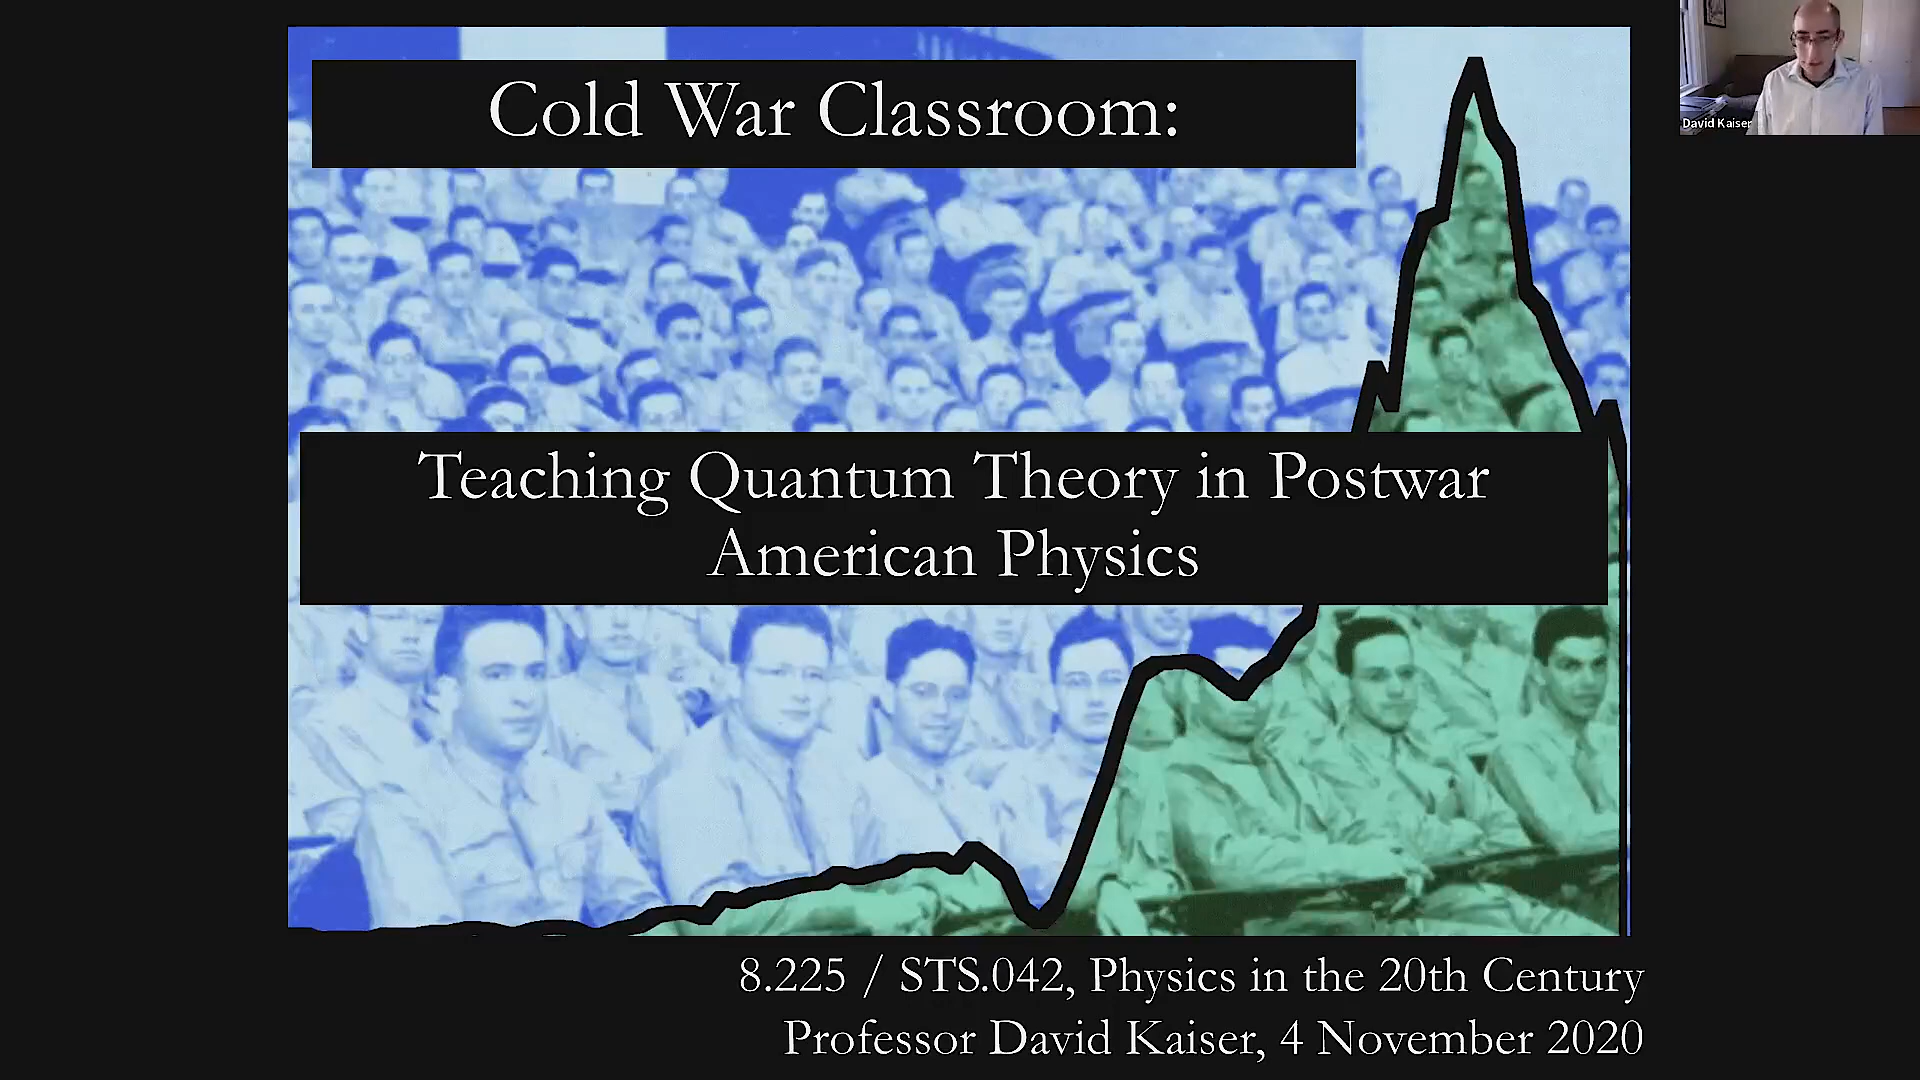 Cold War Classroom:
David Kaiser
Teaching Quantum Theory in Postwar
American Physics
8.225 / STS.042, Physics in the 20th Century
Professor David Kaiser, 4 November 2020